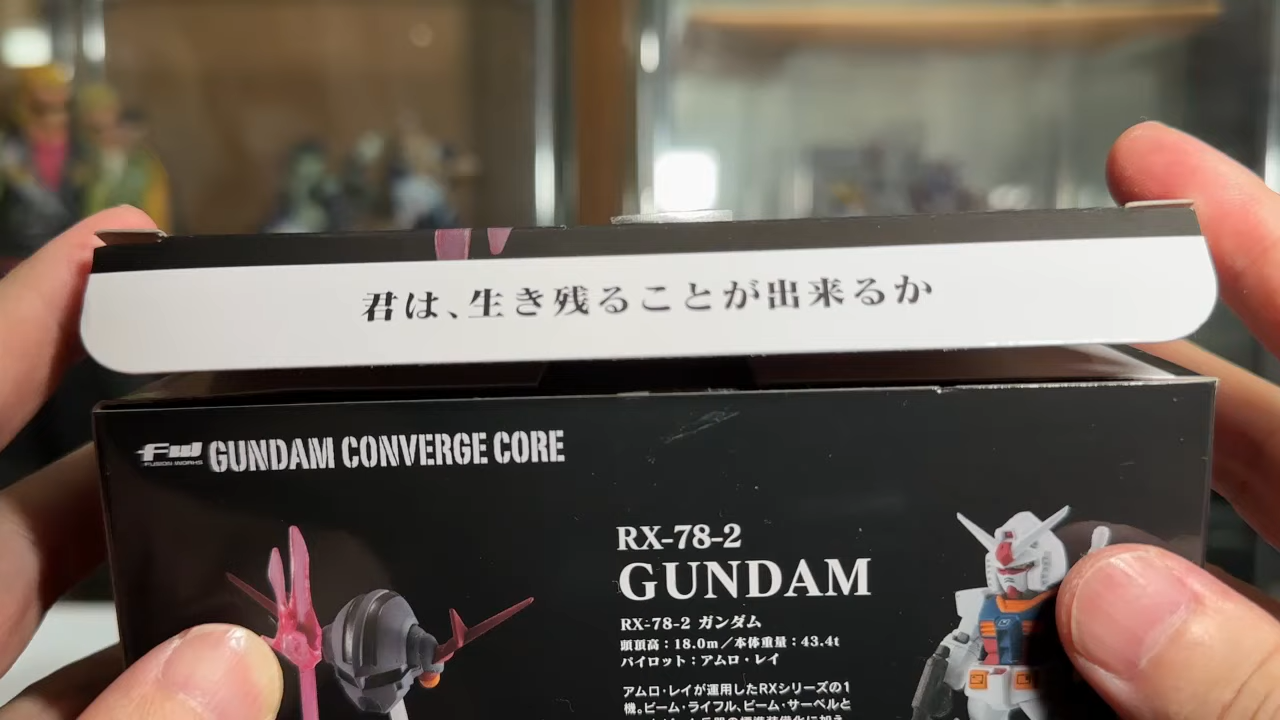 君は、生き残ることが出来るか
FW FUSION WORKS GUNDAM CONVERGE CORE
RX-78-2
GUNDAM
RX-78-2 ガンダム
頭頂高：18.0m／本体重量：43.4t
パイロット：アムロ・レイ
アムロ・レイが運用したRXシリーズの1
機。ビーム・ライフル、ビーム・サーベルと